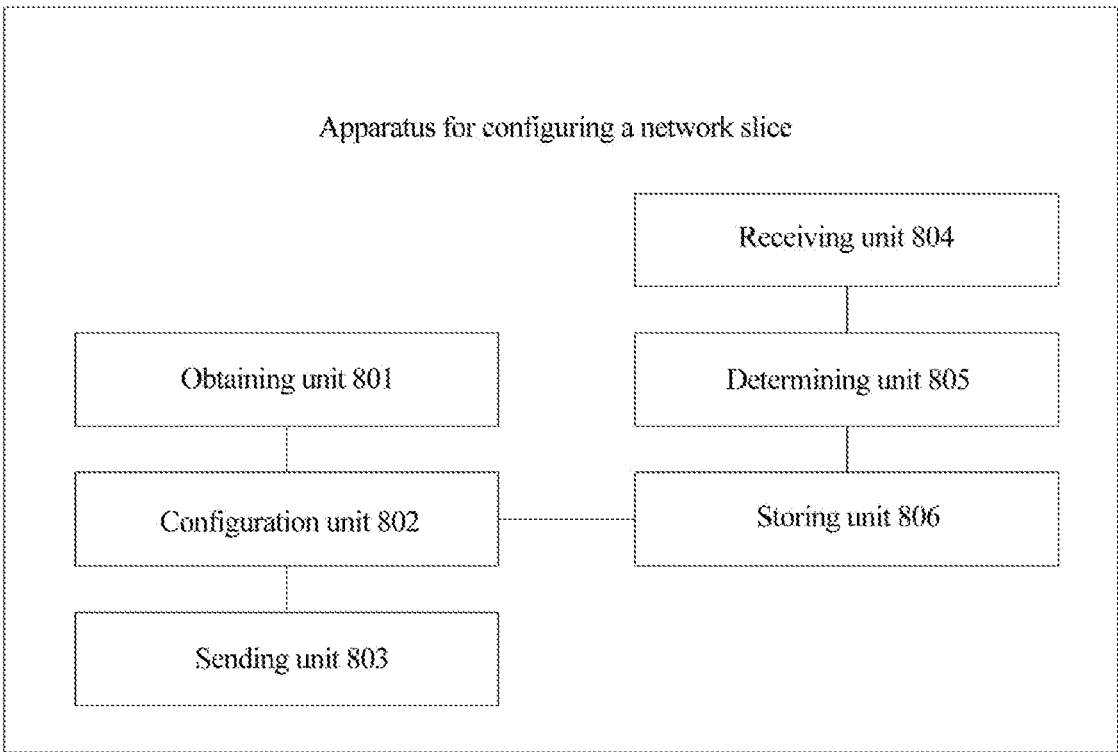 Apparatus for configuring a network slice
Receiving unit 804
Obtaining unit 801
Determining unit 805
Configuration unit 802
Storing unit 806
Sending unit 803